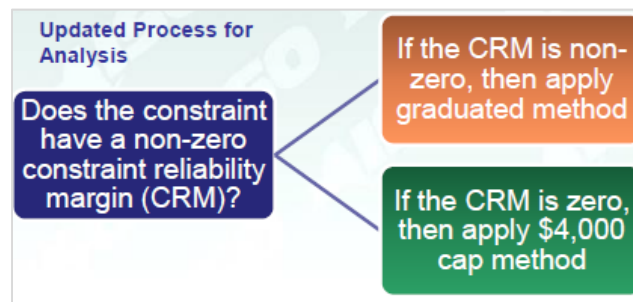 Updated Process for
Analysis
Does the constraint
have a non-zero
constraint reliability
margin (CRM)?
If the CRM is non-
zero, then apply
graduated method
If the CRM is zero,
then apply $4,000
cap method